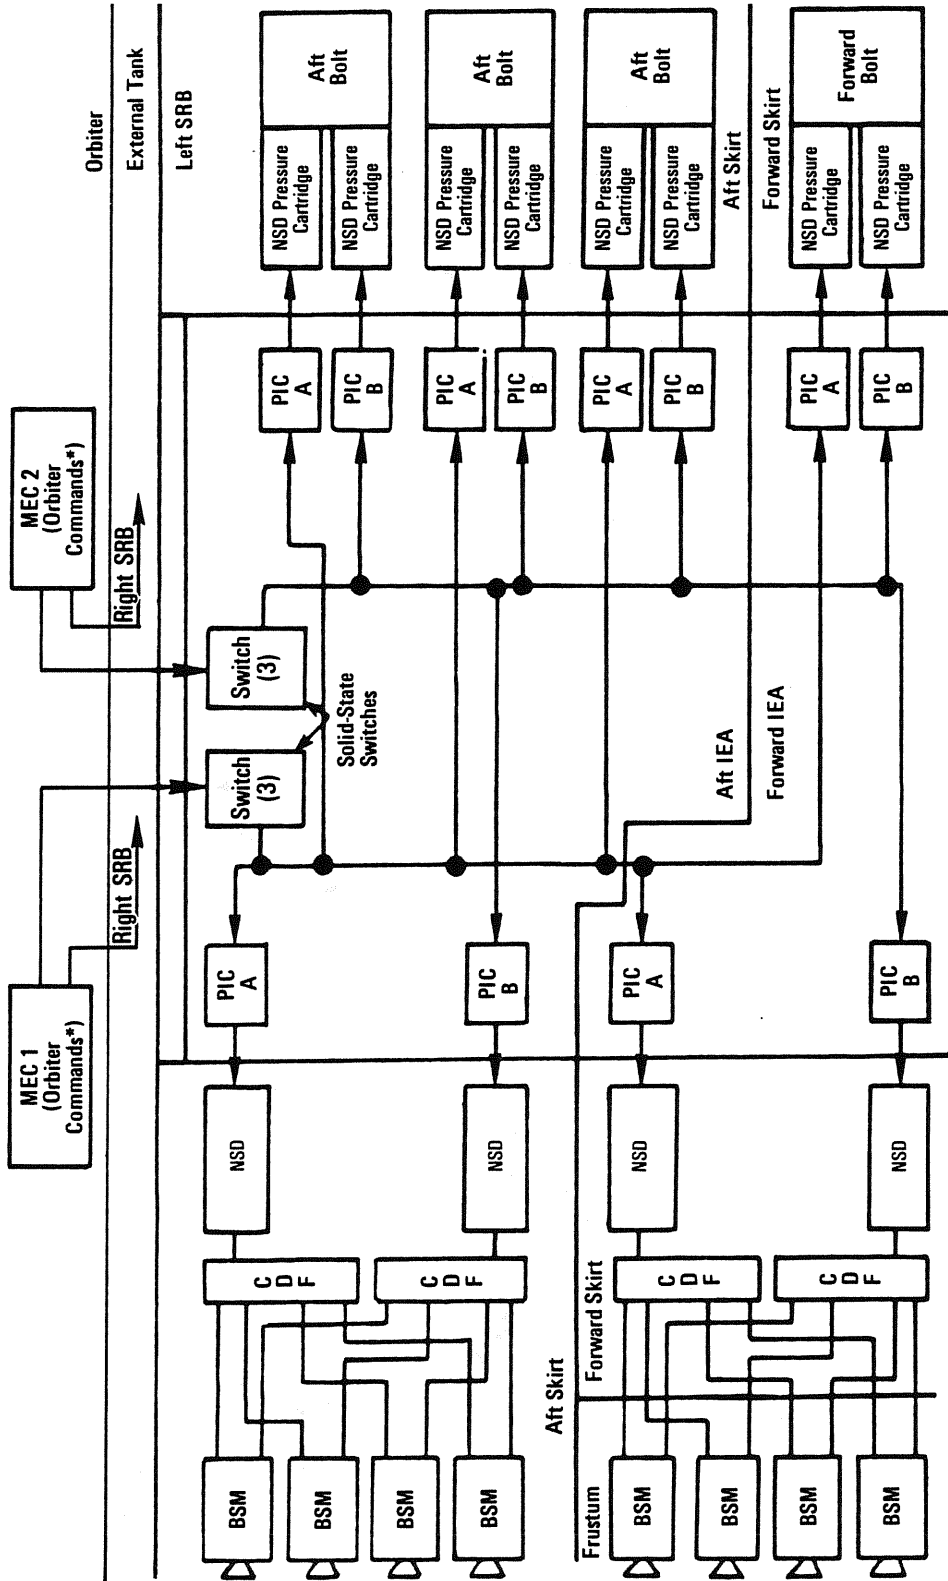 MEC 1
(Orbiter
Commands*)
MEC 2
(Orbiter
Commands*)
Orbiter
External Tank
Left SRB
Right SRB
Right SRB
Switch
(3)
Switch
(3)
Solid-State
Switches
BSM
BSM
BSM
BSM
CDF
CDF
NSD
NSD
PIC
A
PIC
B
PIC
A
PIC
B
PIC
A
PIC
B
PIC
A
PIC
B
NSD Pressure
Cartridge
NSD Pressure
Cartridge
Aft
Bolt
NSD Pressure
Cartridge
NSD Pressure
Cartridge
Aft
Bolt
NSD Pressure
Cartridge
NSD Pressure
Cartridge
Aft
Bolt
Aft Skirt
Aft IEA
Aft Skirt
Frustum
Forward Skirt
Forward IEA
Forward Skirt
BSM
BSM
BSM
BSM
CDF
CDF
NSD
NSD
PIC
A
PIC
B
PIC
A
PIC
B
NSD Pressure
Cartridge
NSD Pressure
Cartridge
Forward
Bolt